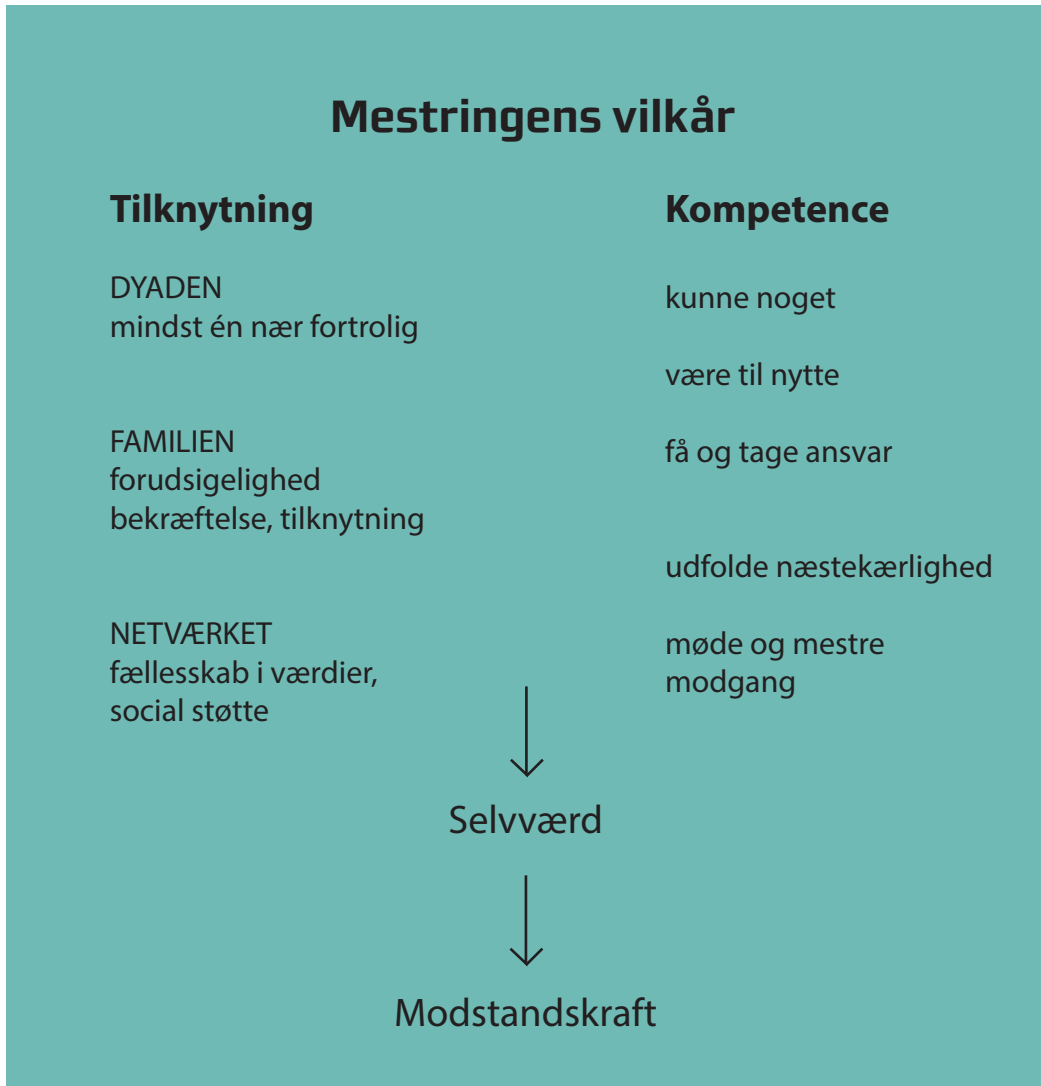 Mestringens vilkår
Tilknytning
DYADEN
mindst én nær fortrolig
FAMILIEN
forudsigelighed
bekræftelse, tilknytning
NETVÆRKET
fællesskab i værdier,
social støtte
Kompetence
kunne noget
være til nytte
få og tage ansvar
udfolde næstekærlighed
møde og mestre
modgang
Selvværd
Modstandskraft